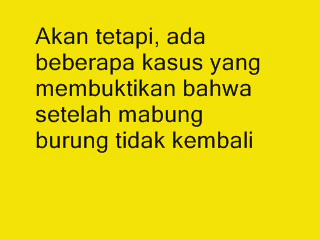 Akan tetapi, ada
beberapa kasus yang
membuktikan bahwa
setelah mabung
burung tidak kembali